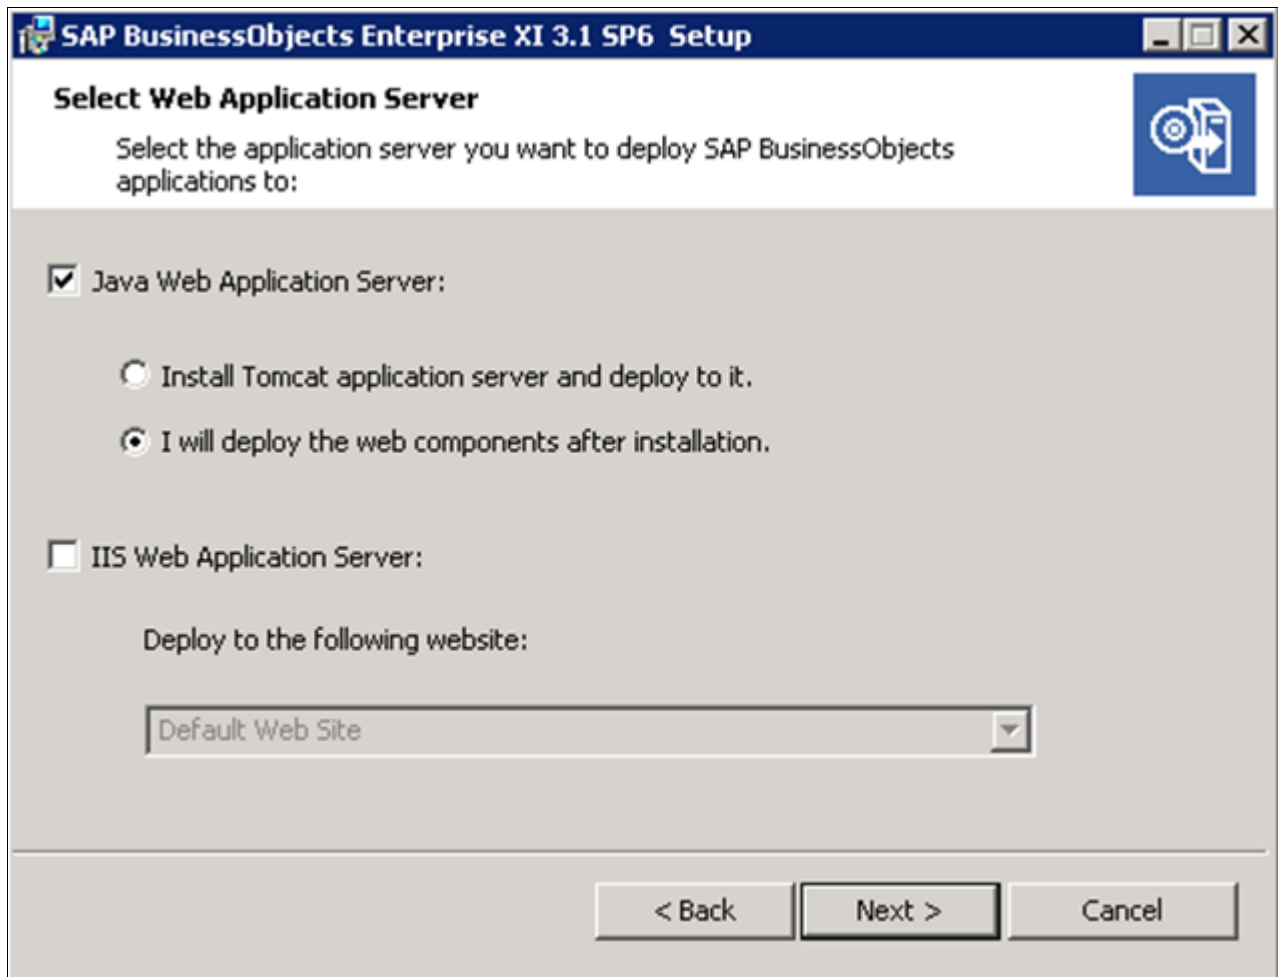 SAP BusinessObjects Enterprise XI 3.1 SP6 Setup
Select Web Application Server
Select the application server you want to deploy SAP BusinessObjects
applications to:
Java Web Application Server:
Install Tomcat application server and deploy to it.
I will deploy the web components after installation.
IIS Web Application Server:
Deploy to the following website:
Default Web Site
< Back Next > Cancel